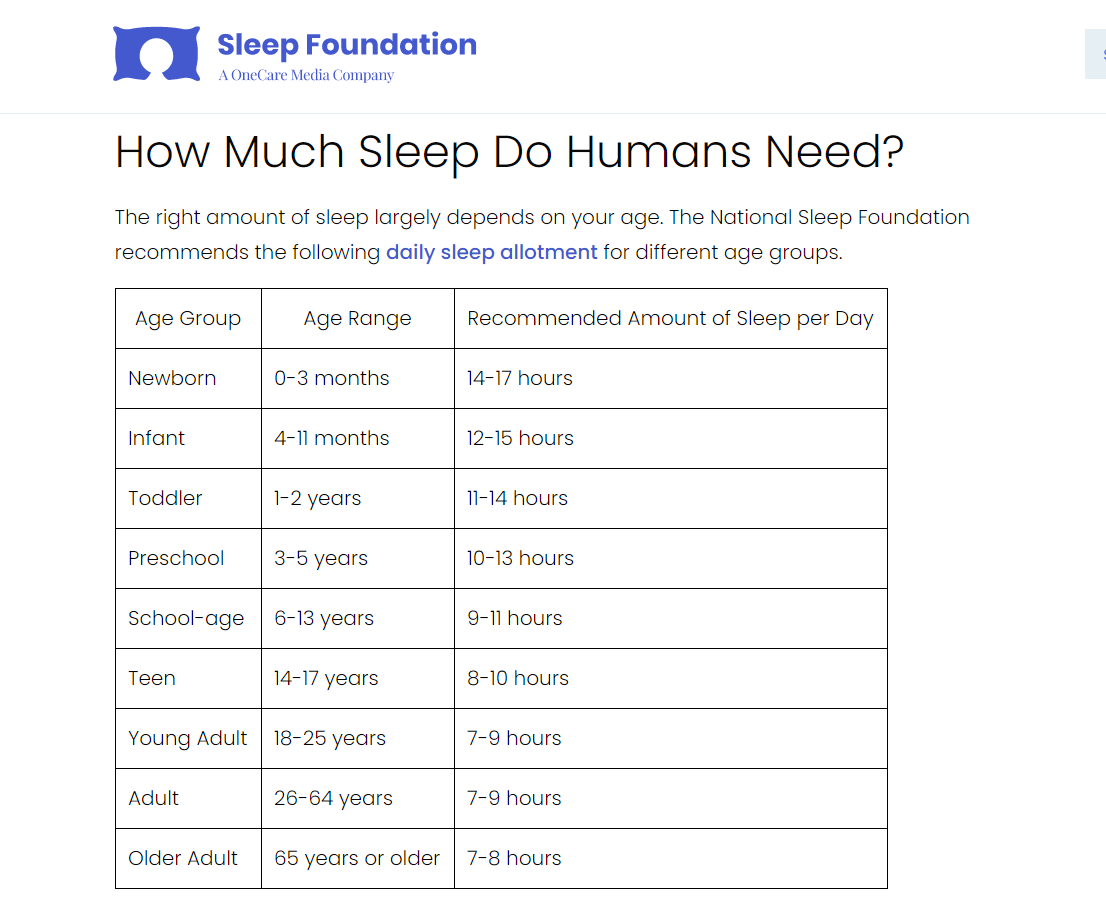 Sleep Foundation
A OneCare Media Company
How Much Sleep Do Humans Need?
The right amount of sleep largely depends on your age. The National Sleep Foundation
recommends the following daily sleep allotment for different age groups.
Age Group Age Range Recommended Amount of Sleep per Day
Newborn 0-3 months 14-17 hours
Infant 4-11 months 12-15 hours
Toddler 1-2 years 11-14 hours
Preschool 3-5 years 10-13 hours
School-age 6-13 years 9-11 hours
Teen 14-17 years 8-10 hours
Young Adult 18-25 years 7-9 hours
Adult 26-64 years 7-9 hours
Older Adult 65 years or older 7-8 hours